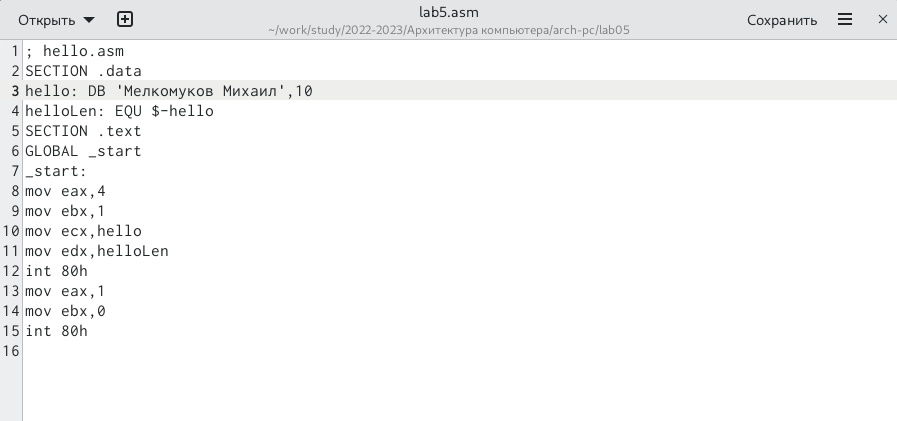 lab5.asm
Открыть
~/work/study/2022-2023/Архитектура компьютера/arch-pc/lab05
Сохранить
1 ; hello.asm
2 SECTION .data
3 hello: DB 'Мелкомуков Михаил',10
4 helloLen: EQU $-hello
5 SECTION .text
6 GLOBAL _start
7 _start:
8 mov eax,4
9 mov ebx,1
10 mov ecx,hello
11 mov edx,helloLen
12 int 80h
13 mov eax,1
14 mov ebx,0
15 int 80h
16